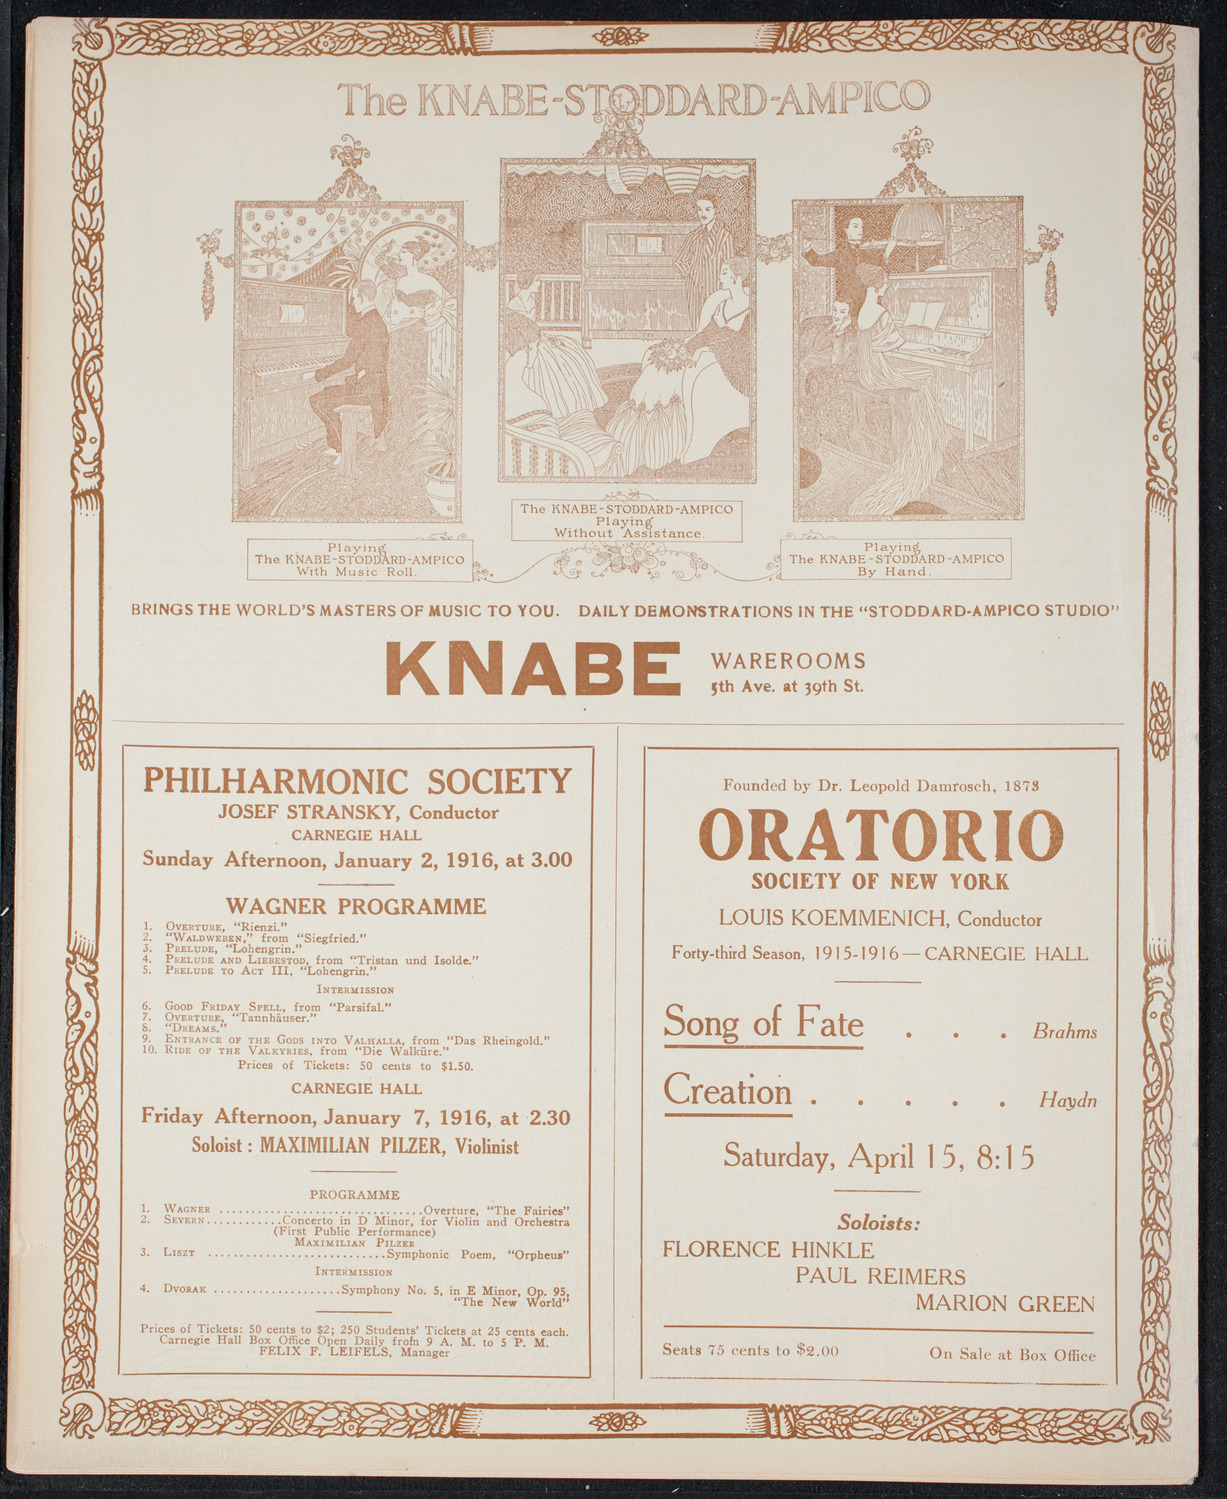 The KNABE-STODDARD-AMPICO
The KNABE-STODDARD-AMPICO
Playing
Without Assistance.
Playing
The KNABE-STODDARD-AMPICO
With Music Roll.
Playing
The KNABE-STODDARD-AMPICO
By Hand.
BRINGS THE WORLD'S MASTERS OF MUSIC TO YOU. DAILY DEMONSTRATIONS IN THE "STODDARD-AMPICO STUDIO"
KNABE
WAREROOMS
5th Ave. at 39th St.
PHILHARMONIC SOCIETY
JOSEF STRANSKY, Conductor
CARNEGIE HALL
Sunday Afternoon, January 2, 1916, at 3.00
WAGNER PROGRAMME
1. OVERTURE, "Rienzi."
2. "WALDWEBEN," from "Siegfried."
3. PRELUDE, "Lohengrin."
4. PRELUDE AND LIEBESTOD, from "Tristan und Isolde."
5. PRELUDE TO ACT III, "Lohengrin."
INTERMISSION
6. GOOD FRIDAY SPELL, from "Parsifal."
7. OVERTURE, "Tannhäuser."
8. "DREAMS."
9. ENTRANCE OF THE GODS INTO VALHALLA, from "Das Rheingold."
10. RIDE OF THE VALKYRIES, from "Die Walküre."
Prices of Tickets: 50 cents to $1.50.
CARNEGIE HALL
Friday Afternoon, January 7, 1916, at 2.30
Soloist: MAXIMILIAN PILZER, Violinist
PROGRAMME
1. WAGNER ..............................Overture, "The Fairies"
2. SEVERN...........Concerto in D Minor, for Violin and Orchestra
(First Public Performance)
MAXIMILIAN PILZER
3. LISZT ..........................Symphonic Poem, "Orpheus"
INTERMISSION
4. DVORAK ...................Symphony No. 5, in E Minor, Op. 95,
"The New World"
Prices of Tickets: 50 cents to $2; 250 Students' Tickets at 25 cents each.
Carnegie Hall Box Office Open Daily from 9 A. M. to 5 P. M.
FELIX F. LEIFELS, Manager
Founded by Dr. Leopold Damrosch, 1873
ORATORIO
SOCIETY OF NEW YORK
LOUIS KOEMMENICH, Conductor
Forty-third Season, 1915-1916—CARNEGIE HALL
Song of Fate . . . Brahms
Creation . . . . . Haydn
Saturday, April 15, 8:15
Soloists:
FLORENCE HINKLE
PAUL REIMERS
MARION GREEN
Seats 75 cents to $2.00 On Sale at Box Office